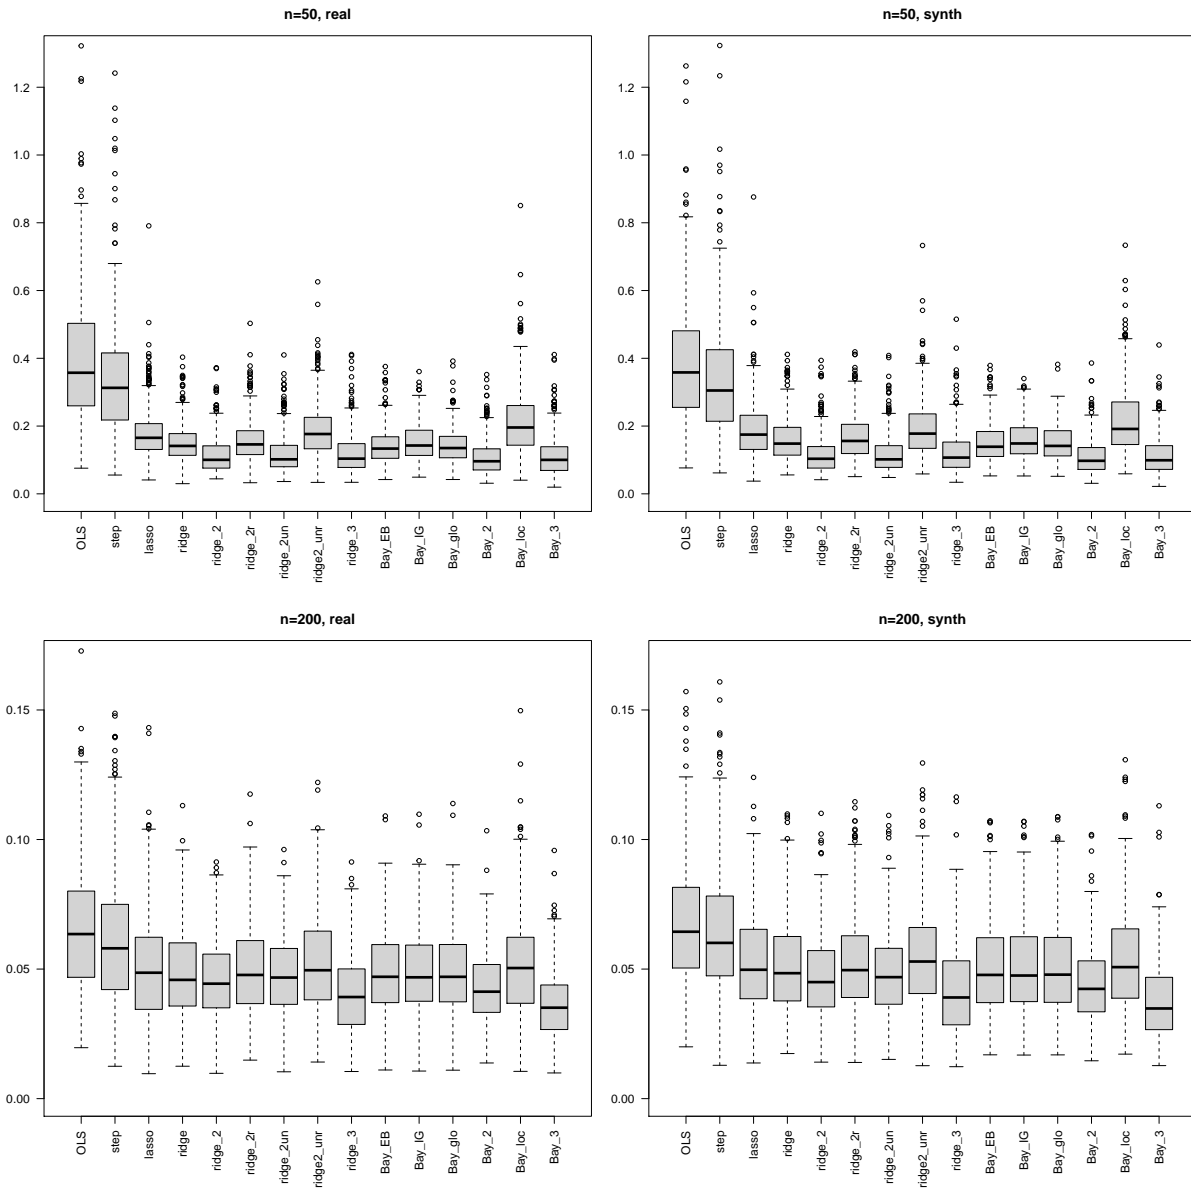 n=50, real
n=50, synth
0.0
0.2
0.4
0.6
0.8
1.0
1.2
OLS
step
lasso
ridge
ridge_2
ridge_2r
ridge_2un
ridge2_unr
ridge_3
Bay_EB
Bay_IG
Bay_glo
Bay_2
Bay_loc
Bay_3
0.0
0.2
0.4
0.6
0.8
1.0
1.2
OLS
step
lasso
ridge
ridge_2
ridge_2r
ridge_2un
ridge2_unr
ridge_3
Bay_EB
Bay_IG
Bay_glo
Bay_2
Bay_loc
Bay_3
n=200, real
n=200, synth
0.00
0.05
0.10
0.15
OLS
step
lasso
ridge
ridge_2
ridge_2r
ridge_2un
ridge2_unr
ridge_3
Bay_EB
Bay_IG
Bay_glo
Bay_2
Bay_loc
Bay_3
0.00
0.05
0.10
0.15
OLS
step
lasso
ridge
ridge_2
ridge_2r
ridge_2un
ridge2_unr
ridge_3
Bay_EB
Bay_IG
Bay_glo
Bay_2
Bay_loc
Bay_3